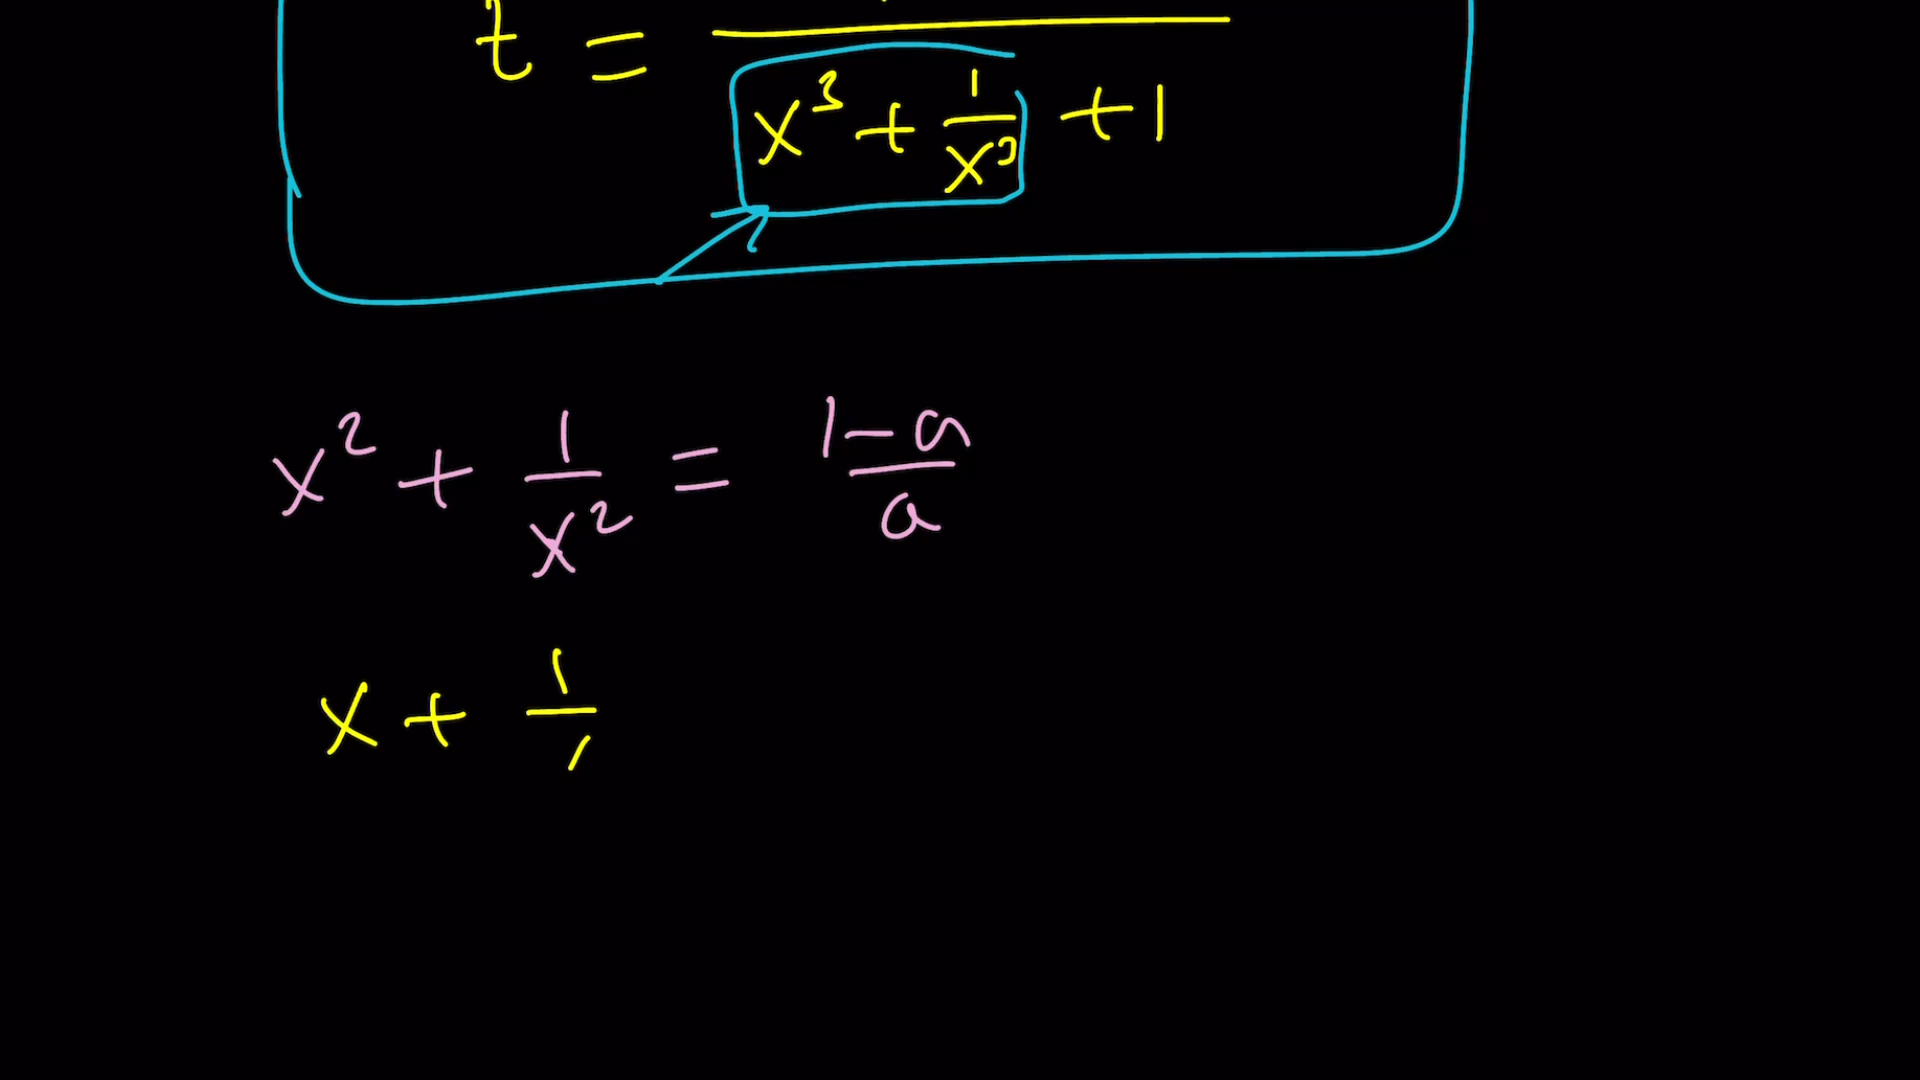 t = ―
x³ + 1/x³ + 1
x² + 1/x² = (1-a)/a
x + 1/